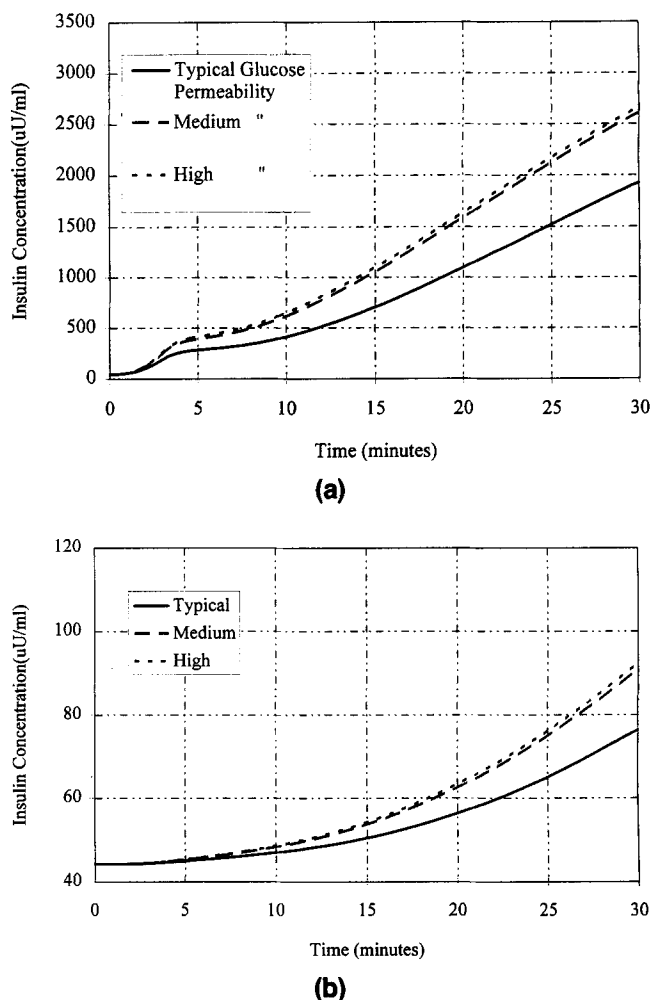 3500
3000
2500
2000
1500
1000
500
0
Insulin Concentration(uU/ml)
Typical Glucose
Permeability
Medium "
High "
0 5 10 15 20 25 30
Time (minutes)
(a)
120
100
80
60
40
Insulin Concentration(uU/ml)
Typical
Medium
High
0 5 10 15 20 25 30
Time (minutes)
(b)